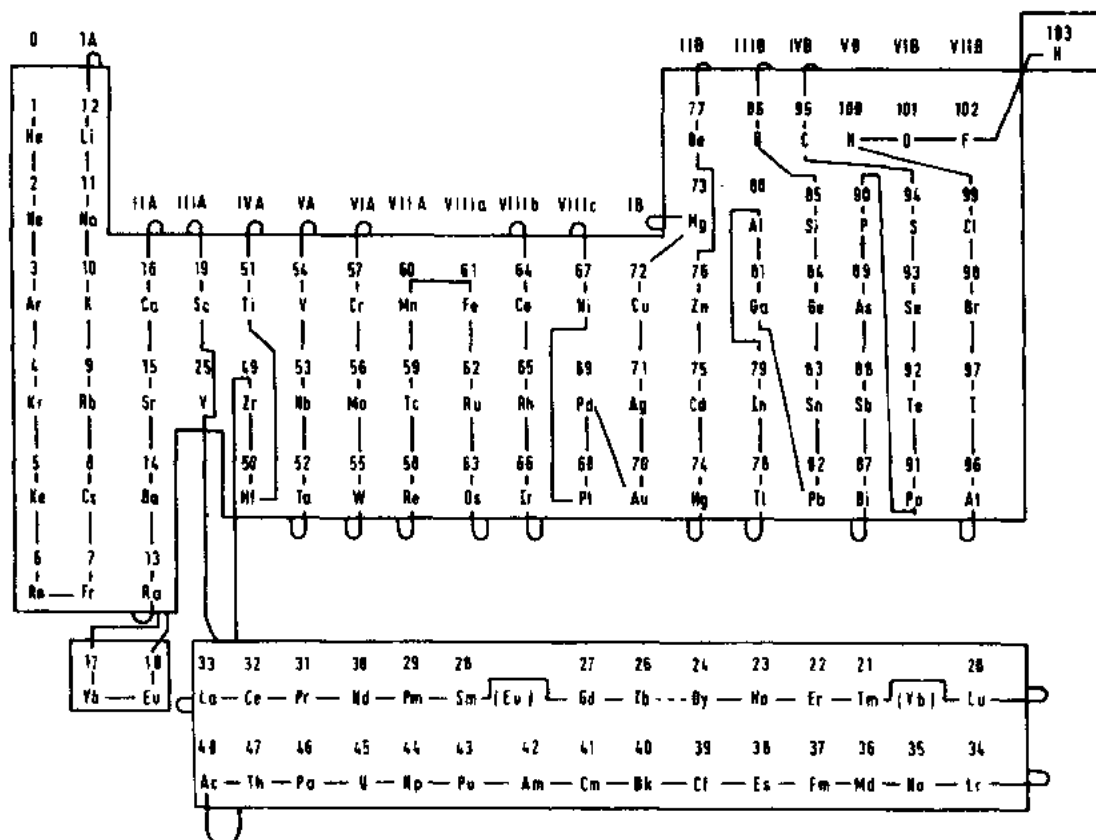 0 IA IIB IIIB IVB VB VIB VIIB 103
H
1 12 77 86 95 100 101 102
He Li Be B C N O F
2 11 73 80 85 90 94 99
IIA IIIA IVA VA VIA VIIA VIIIa VIIIb VIIIc IB
Ne Na Mg Al Si P S Cl
3 10 16 19 51 54 57 60 61 64 67 72 76 81 84 89 93 98
Ar K Ca Sc Ti V Cr Mn Fe Co Ni Cu Zn Ga Ge As Se Br
4 9 15 25 49 53 56 59 62 65 69 71 75 79 83 88 92 97
Kr Rb Sr Y Zr Nb Mo Tc Ru Rh Pd Ag Cd In Sn Sb Te I
5 8 14 50 52 55 58 63 66 68 70 74 78 82 87 91 96
Xe Cs Ba Hf Ta W Re Os Ir Pt Au Hg Tl Pb Bi Po At
6 7 13
Rn Fr Ra
17 18 33 32 31 30 29 28 27 26 24 23 22 21 20
Yb Eu La Ce Pr Nd Pm Sm (Eu) Gd Tb Dy Ho Er Tm (Yb) Lu
48 47 46 45 44 43 42 41 40 39 38 37 36 35 34
Ac Th Pa U Np Pu Am Cm Bk Cf Es Fm Md No Lr